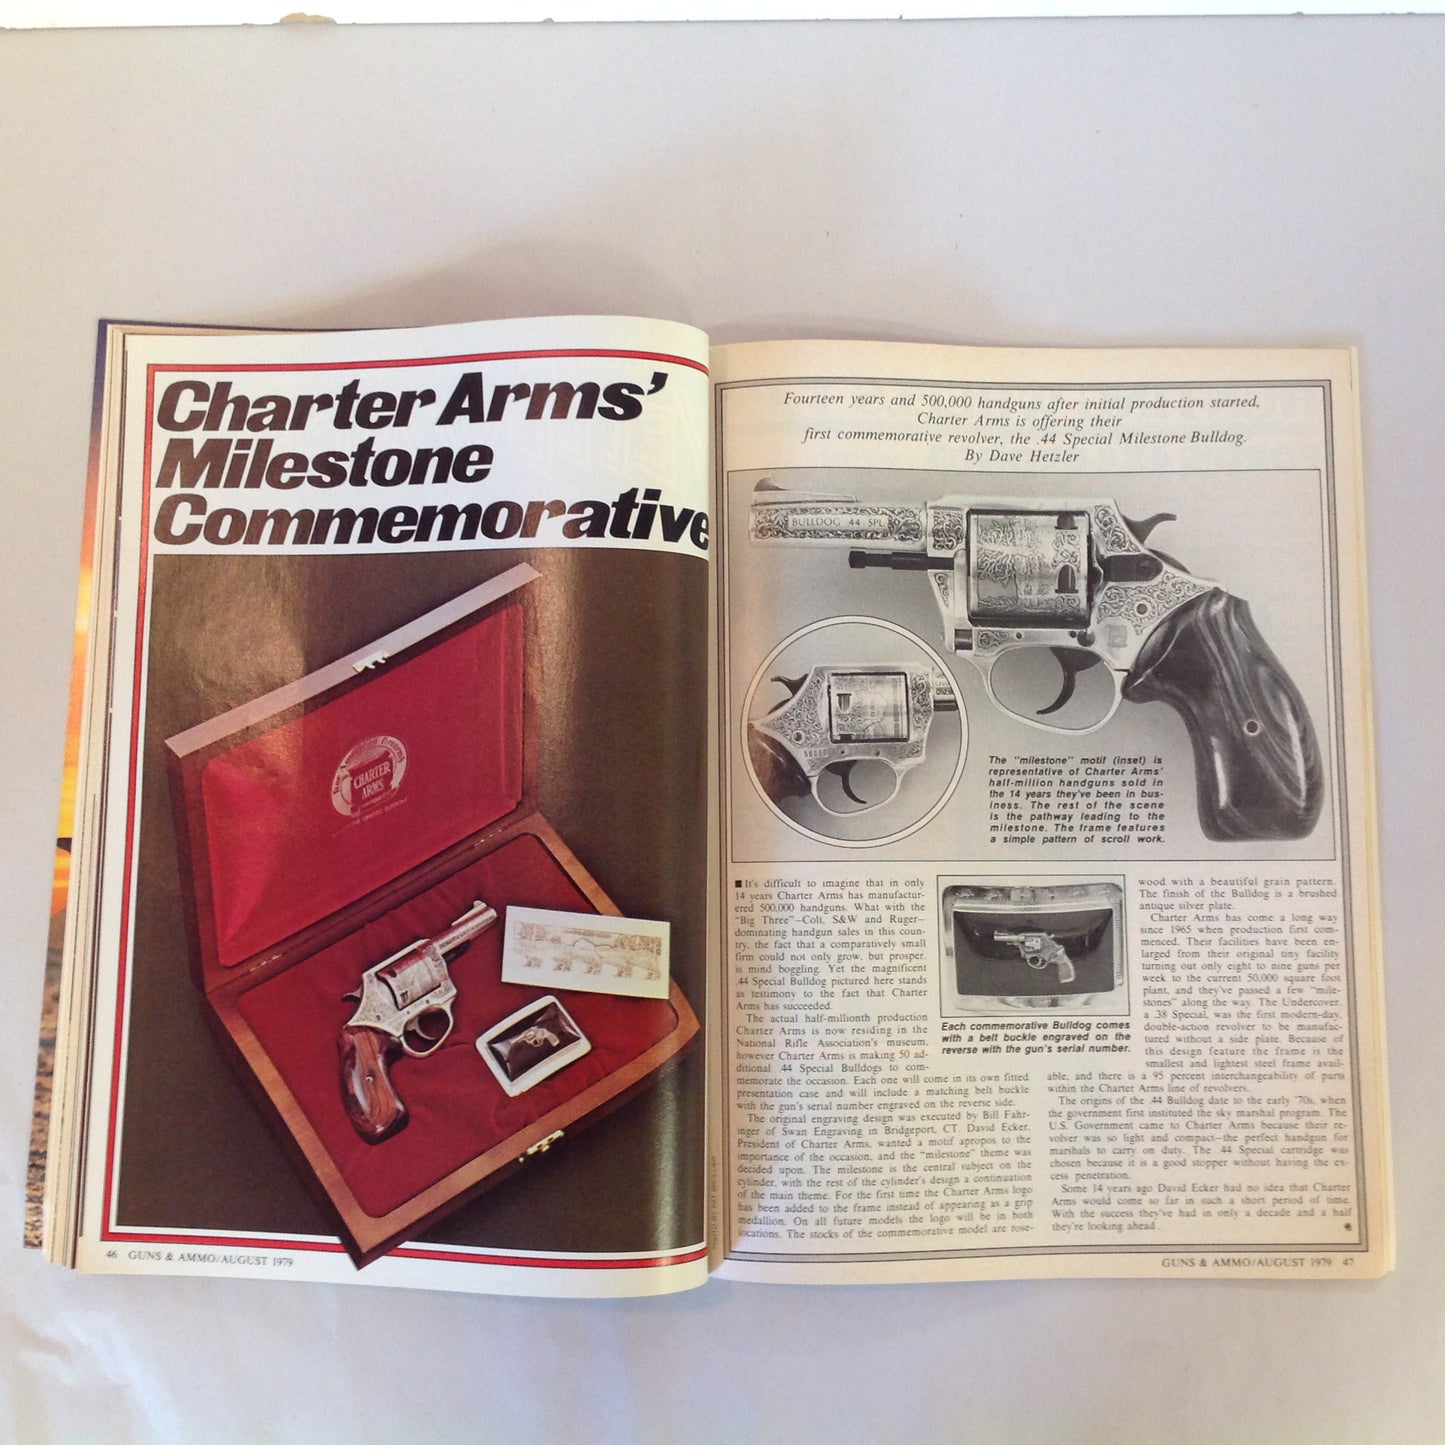 Charter Arms'
Milestone
Commemorative
CHARTER
ARMS
46 GUNS & AMMO/AUGUST 1979
Fourteen years and 500,000 handguns after initial production started,
Charter Arms is offering their
first commemorative revolver, the .44 Special Milestone Bulldog.
By Dave Hetzler
BULLDOG 44 SPL
The "milestone" motif (inset) is
representative of Charter Arms'
half-million handguns sold in
the 14 years they've been in bus-
iness. The rest of the scene
is the pathway leading to the
milestone. The frame features
a simple pattern of scroll work.
■ It's difficult to imagine that in only
14 years Charter Arms has manufactur-
ered 500,000 handguns. What with the
"Big Three"—Colt, S&W and Ruger—
dominating handgun sales in this coun-
try, the fact that a comparatively small
firm could not only grow, but prosper,
is mind boggling. Yet the magnificent
.44 Special Bulldog pictured here stands
as testimony to the fact that Charter
Arms has succeeded.
The actual half-millionth production
Charter Arms is now residing in the
National Rifle Association's museum,
however Charter Arms is making 50 ad-
ditional .44 Special Bulldogs to com-
memorate the occasion. Each one will come in its own fitted
presentation case and will include a matching belt buckle
with the gun's serial number engraved on the reverse side.
The original engraving design was executed by Bill Fahr-
inger of Swan Engraving in Bridgeport, CT. David Ecker,
President of Charter Arms, wanted a motif apropos to the
importance of the occasion, and the "milestone" theme was
decided upon. The milestone is the central subject on the
cylinder, with the rest of the cylinder's design a continuation
of the main theme. For the first time the Charter Arms logo
has been added to the frame instead of appearing as a grip
medallion. On all future models the logo will be in both
locations. The stocks of the commemorative model are rose-
Each commemorative Bulldog comes
with a belt buckle engraved on the
reverse with the gun's serial number.
wood with a beautiful grain pattern.
The finish of the Bulldog is a brushed
antique silver plate.
Charter Arms has come a long way
since 1965 when production first com-
menced. Their facilities have been en-
larged from their original tiny facility
turning out only eight to nine guns per
week to the current 50,000 square foot
plant, and they've passed a few "mile-
stones" along the way. The Undercover,
a .38 Special, was the first modern-day,
double-action revolver to be manufac-
tured without a side plate. Because of
this design feature the frame is the
smallest and lightest steel frame avail-
able, and there is a 95 percent interchangeability of parts
within the Charter Arms line of revolvers.
The origins of the .44 Bulldog date to the early '70s, when
the government first instituted the sky marshal program. The
U.S. Government came to Charter Arms because their re-
volver was so light and compact—the perfect handgun for
marshals to carry on duty. The .44 Special cartridge was
chosen because it is a good stopper without having the ex-
cess penetration.
Some 14 years ago David Ecker had no idea that Charter
Arms would come so far in such a short period of time.
With the success they've had in only a decade and a half
they're looking ahead.
GUNS & AMMO/AUGUST 1979 47